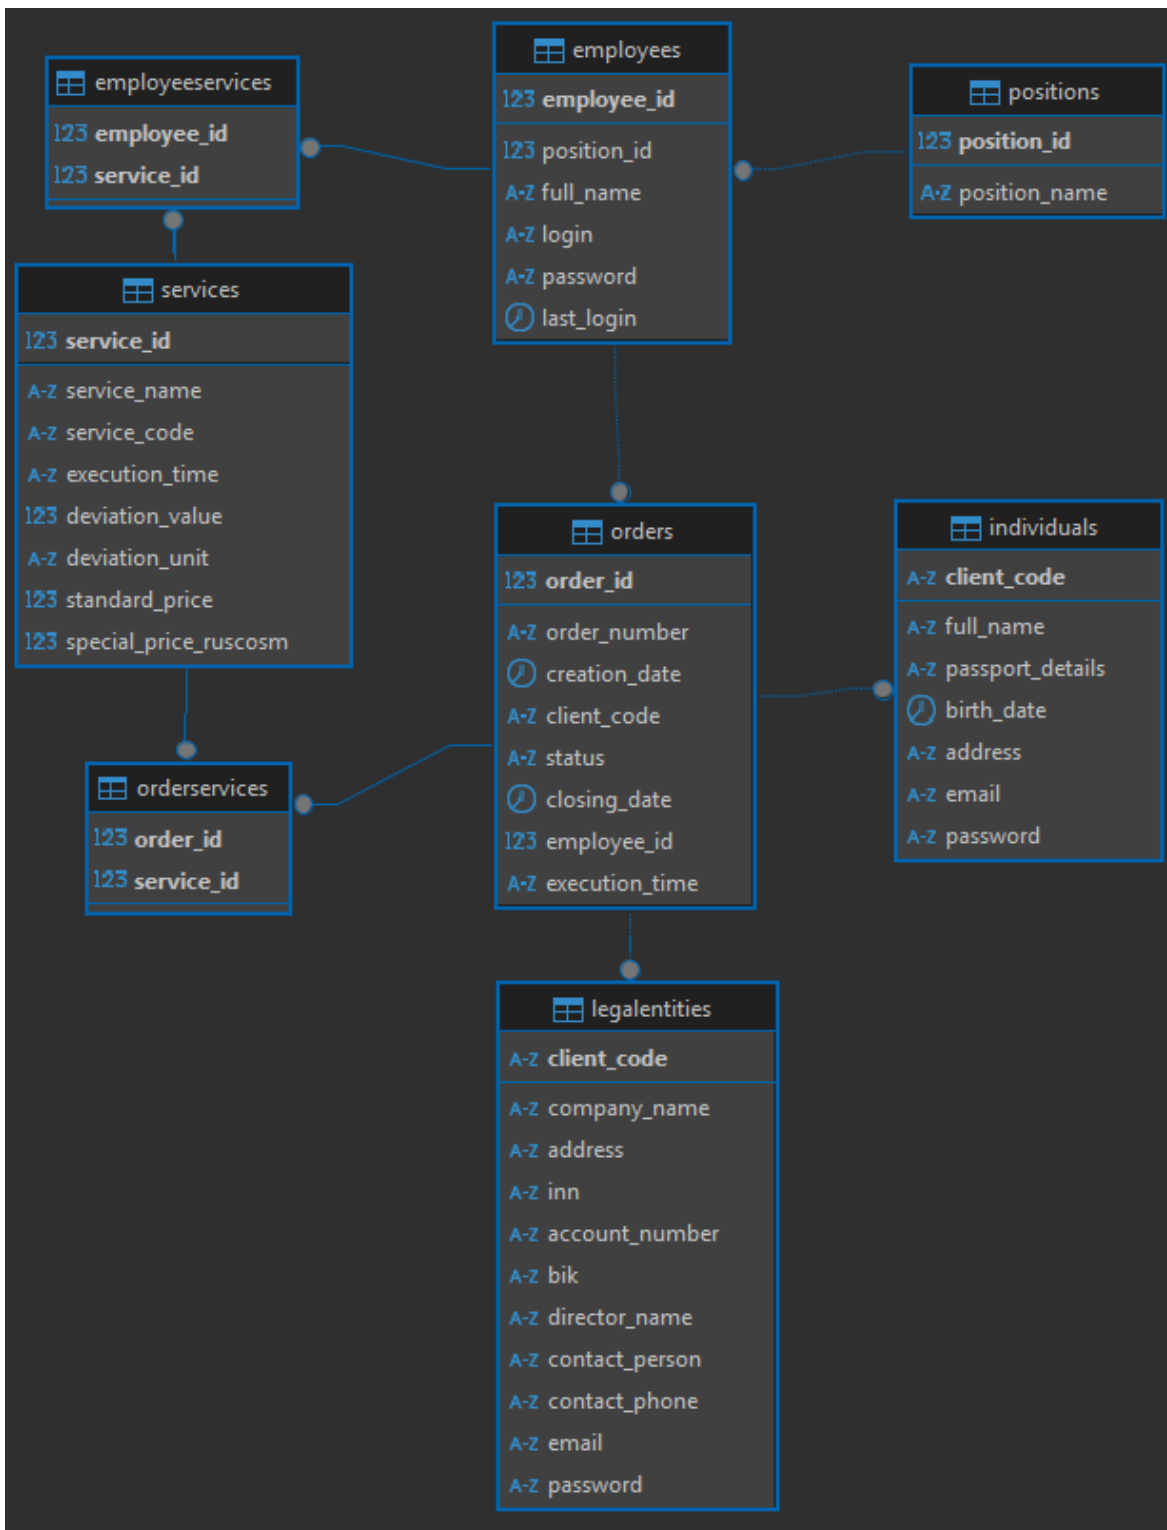 employeeservices
123 employee_id
123 service_id
employees
123 employee_id
123 position_id
A-Z full_name
A-Z login
A-Z password
last_login
positions
123 position_id
A-Z position_name
services
123 service_id
A-Z service_name
A-Z service_code
A-Z execution_time
123 deviation_value
A-Z deviation_unit
123 standard_price
123 special_price_ruscosm
orders
123 order_id
A-Z order_number
creation_date
A-Z client_code
A-Z status
closing_date
123 employee_id
A-Z execution_time
individuals
A-Z client_code
A-Z full_name
A-Z passport_details
birth_date
A-Z address
A-Z email
A-Z password
orderservices
123 order_id
123 service_id
legalentities
A-Z client_code
A-Z company_name
A-Z address
A-Z inn
A-Z account_number
A-Z bik
A-Z director_name
A-Z contact_person
A-Z contact_phone
A-Z email
A-Z password